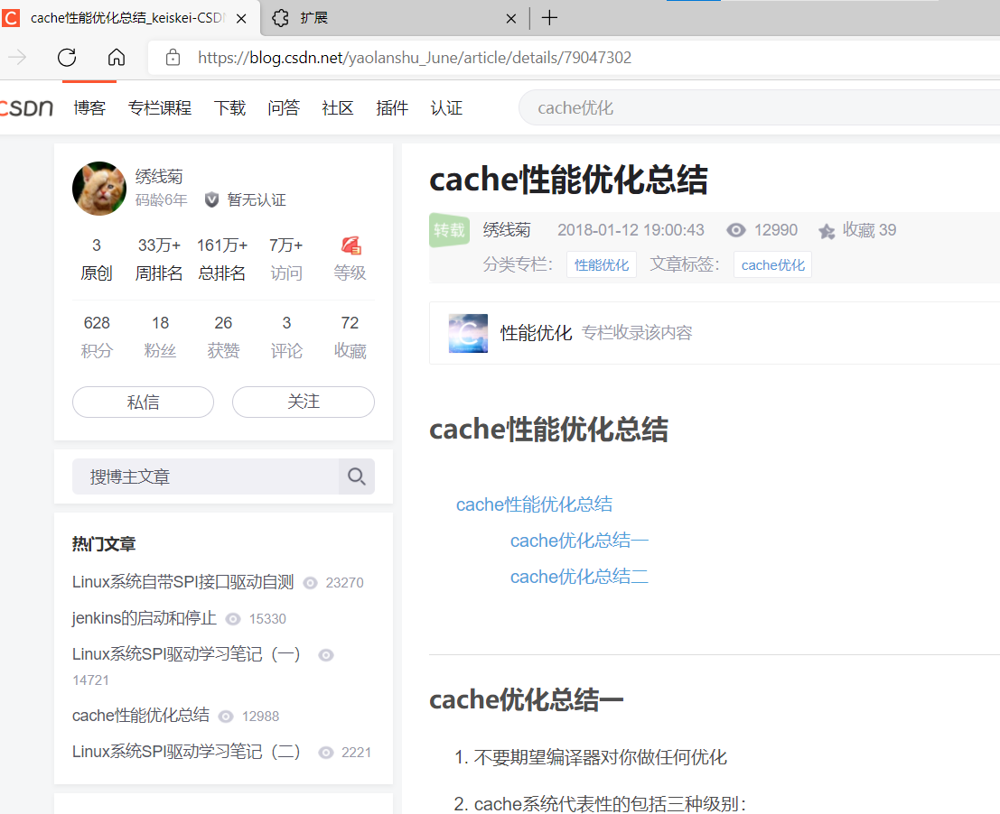 cache性能优化总结_keiskei-CSD
扩展
https://blog.csdn.net/yaolanshu_June/article/details/79047302
CSDN 博客 专栏课程 下载 问答 社区 插件 认证
cache优化
绣线菊
码龄6年 暂无认证
3 33万+ 161万+ 7万+
原创 周排名 总排名 访问 等级
628 18 26 3 72
积分 粉丝 获赞 评论 收藏
私信 关注
搜博主文章
热门文章
Linux系统自带SPI接口驱动自测 23270
jenkins的启动和停止 15330
Linux系统SPI驱动学习笔记（一）
14721
cache性能优化总结 12988
Linux系统SPI驱动学习笔记（二） 2221
cache性能优化总结
转载 绣线菊 2018-01-12 19:00:43 12990 收藏 39
分类专栏： 性能优化 文章标签： cache优化
C 性能优化 专栏收录该内容
cache性能优化总结
cache性能优化总结
cache优化总结一
cache优化总结二
cache优化总结一
1. 不要期望编译器对你做任何优化
2. cache系统代表性的包括三种级别：